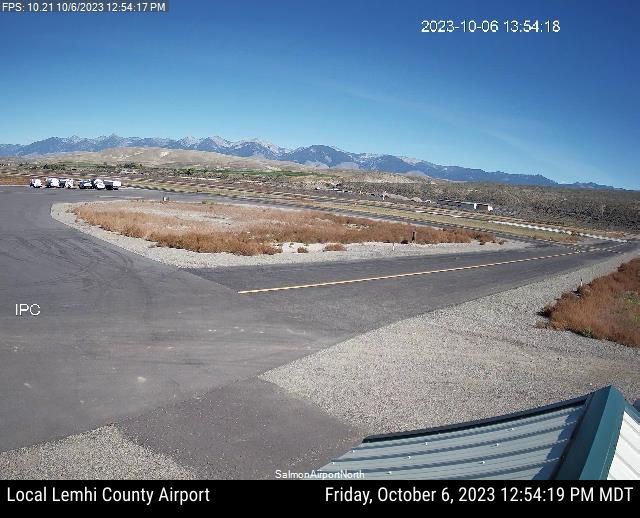 FPS: 10.21 10/6/2023 12:54:17 PM
2023-10-06 13:54:18
IPC
SalmonAirportNorth
Local Lemhi County Airport Friday, October 6, 2023 12:54:19 PM MDT